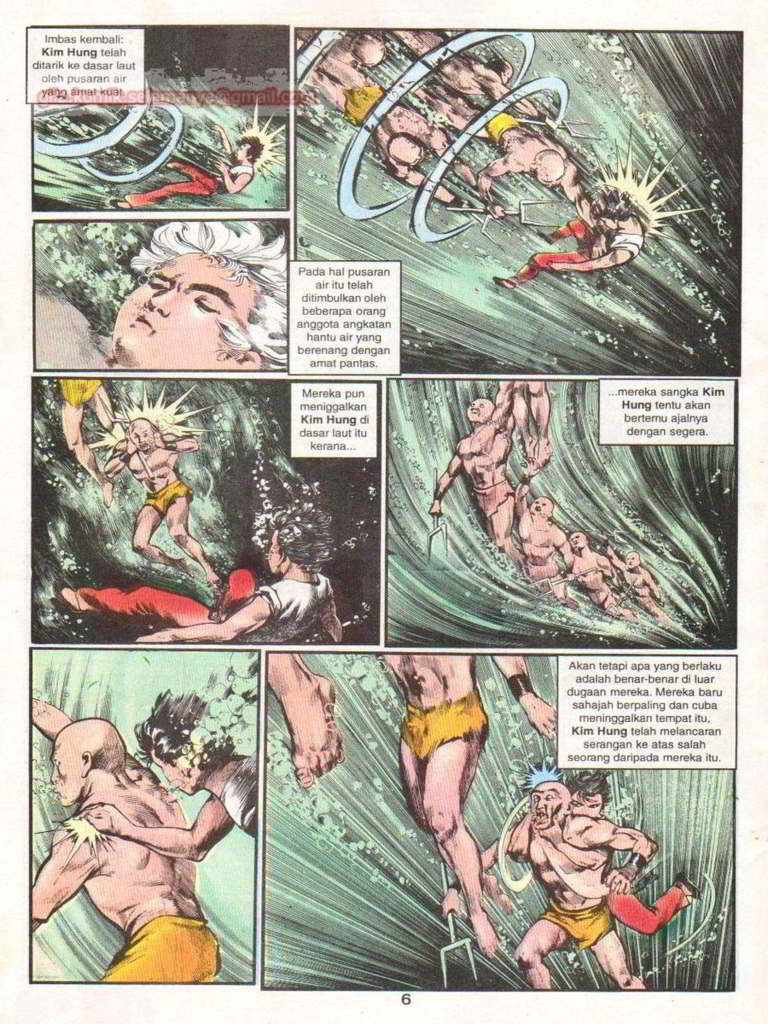 Imbas kembali:
Kim Hung telah
ditarik ke dasar laut
oleh pusaran air
yang amat kuat.
Pada hal pusaran
air itu telah
ditimbulkan oleh
beberapa orang
anggota angkatan
hantu air yang
berenang dengan
amat pantas.
Mereka pun
meniggalkan
Kim Hung di
dasar laut itu
kerana...
...mereka sangka Kim
Hung tentu akan
bertemu ajalnya
dengan segera.
Akan tetapi apa yang berlaku
adalah benar-benar di luar
dugaan mereka. Mereka baru
sahajah berpaling dan cuba
meninggalkan tempat itu,
Kim Hung telah melancaran
serangan ke atas salah
seorang daripada mereka itu.
6